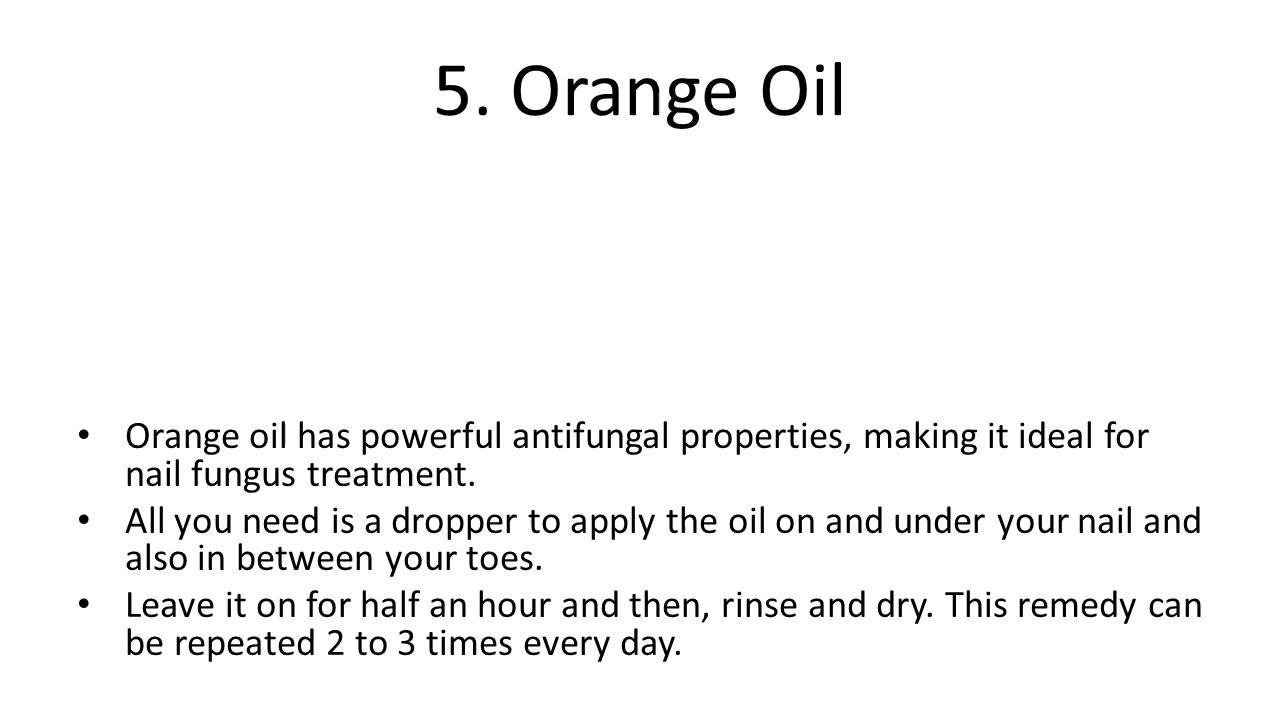 5. Orange Oil
• Orange oil has powerful antifungal properties, making it ideal for
nail fungus treatment.
• All you need is a dropper to apply the oil on and under your nail and
also in between your toes.
• Leave it on for half an hour and then, rinse and dry. This remedy can
be repeated 2 to 3 times every day.